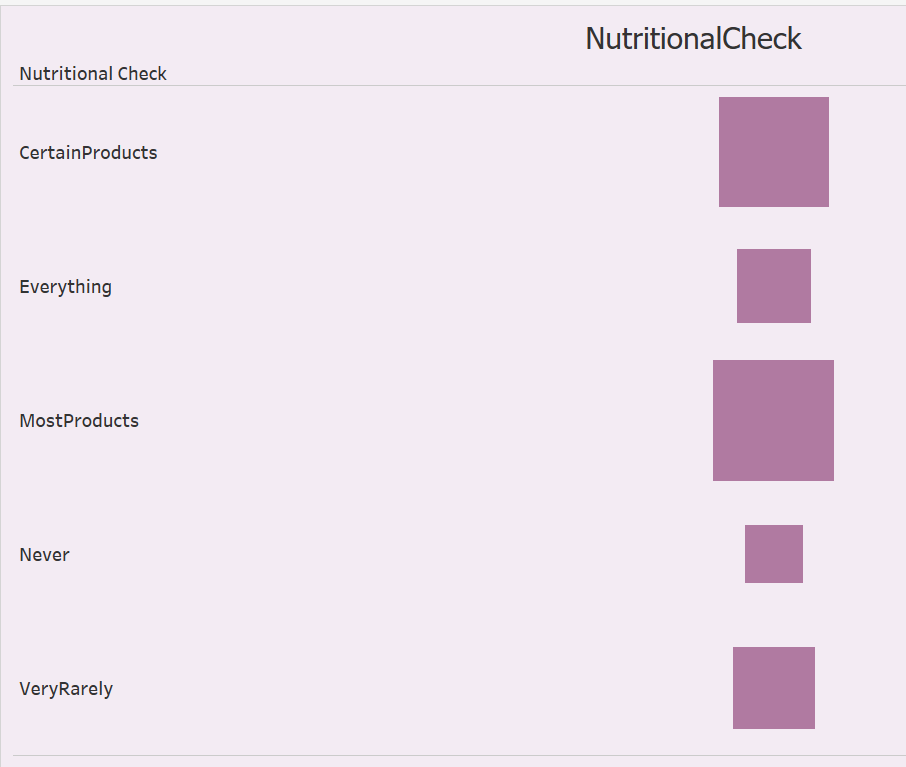 NutritionalCheck
Nutritional Check
CertainProducts
Everything
MostProducts
Never
VeryRarely